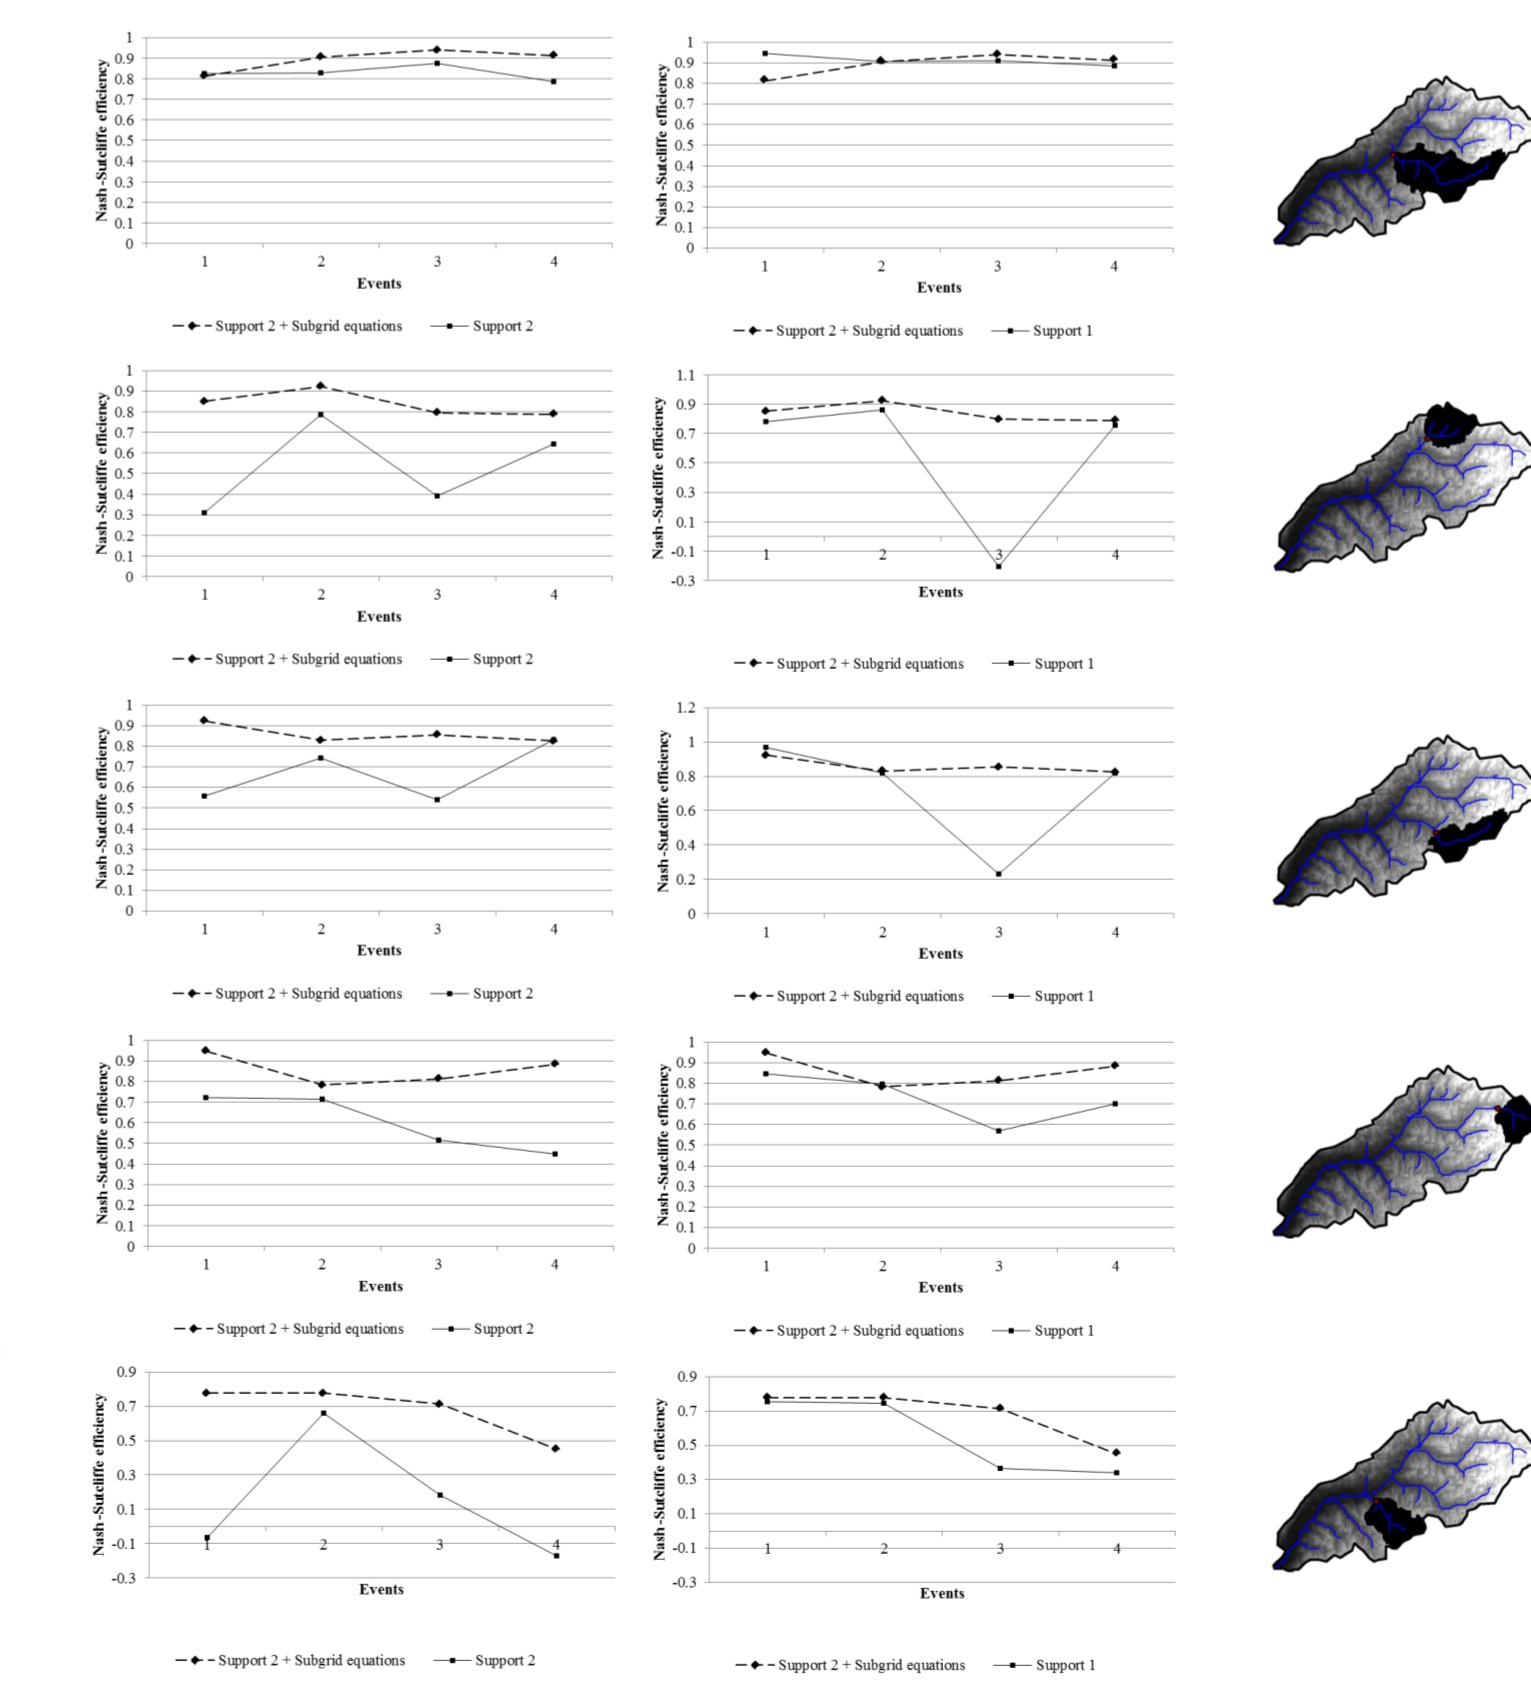 1
0.9
0.8
0.7
0.6
0.5
0.4
0.3
0.2
0.1
0
Nash-Sutcliffe efficiency
1 2 3 4
Events
Support 2 + Subgrid equations Support 2
1
0.9
0.8
0.7
0.6
0.5
0.4
0.3
0.2
0.1
0
Nash-Sutcliffe efficiency
1 2 3 4
Events
Support 2 + Subgrid equations Support 1
1
0.9
0.8
0.7
0.6
0.5
0.4
0.3
0.2
0.1
0
Nash-Sutcliffe efficiency
1 2 3 4
Events
Support 2 + Subgrid equations Support 2
1.1
0.9
0.7
0.5
0.3
0.1
-0.1
-0.3
Nash-Sutcliffe efficiency
1 2 3 4
Events
Support 2 + Subgrid equations Support 1
1
0.9
0.8
0.7
0.6
0.5
0.4
0.3
0.2
0.1
0
Nash-Sutcliffe efficiency
1 2 3 4
Events
Support 2 + Subgrid equations Support 2
1.2
1
0.8
0.6
0.4
0.2
0
Nash-Sutcliffe efficiency
1 2 3 4
Events
Support 2 + Subgrid equations Support 1
1
0.9
0.8
0.7
0.6
0.5
0.4
0.3
0.2
0.1
0
Nash-Sutcliffe efficiency
1 2 3 4
Events
Support 2 + Subgrid equations Support 2
1
0.9
0.8
0.7
0.6
0.5
0.4
0.3
0.2
0.1
0
Nash-Sutcliffe efficiency
1 2 3 4
Events
Support 2 + Subgrid equations Support 1
0.9
0.7
0.5
0.3
0.1
-0.1
-0.3
Nash-Sutcliffe efficiency
1 2 3 4
Events
Support 2 + Subgrid equations Support 2
0.9
0.7
0.5
0.3
0.1
-0.1
-0.3
Nash-Sutcliffe efficiency
1 2 3 4
Events
Support 2 + Subgrid equations Support 1